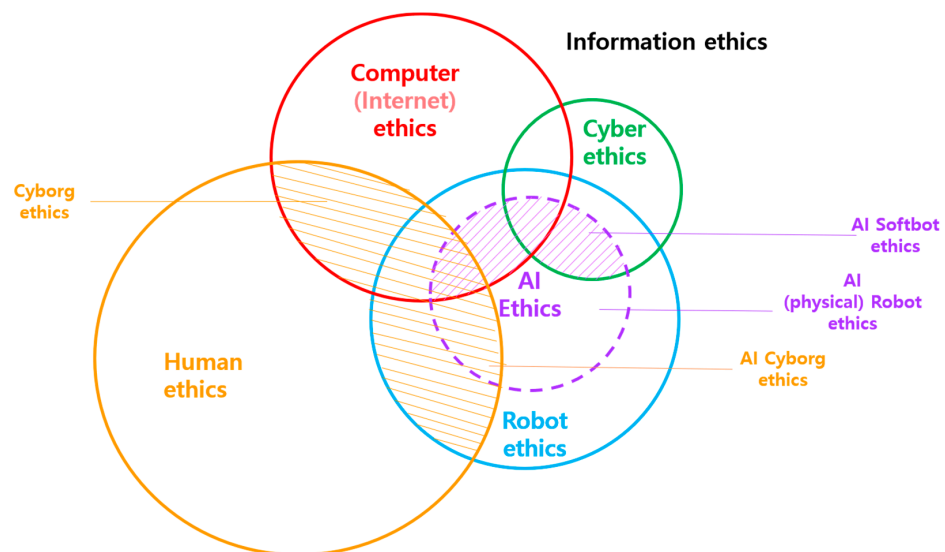 Information ethics
Computer
(Internet)
ethics
Cyber
ethics
Cyborg
ethics
AI Softbot
ethics
AI
Ethics
AI
(physical) Robot
ethics
Human
ethics
AI Cyborg
ethics
Robot
ethics